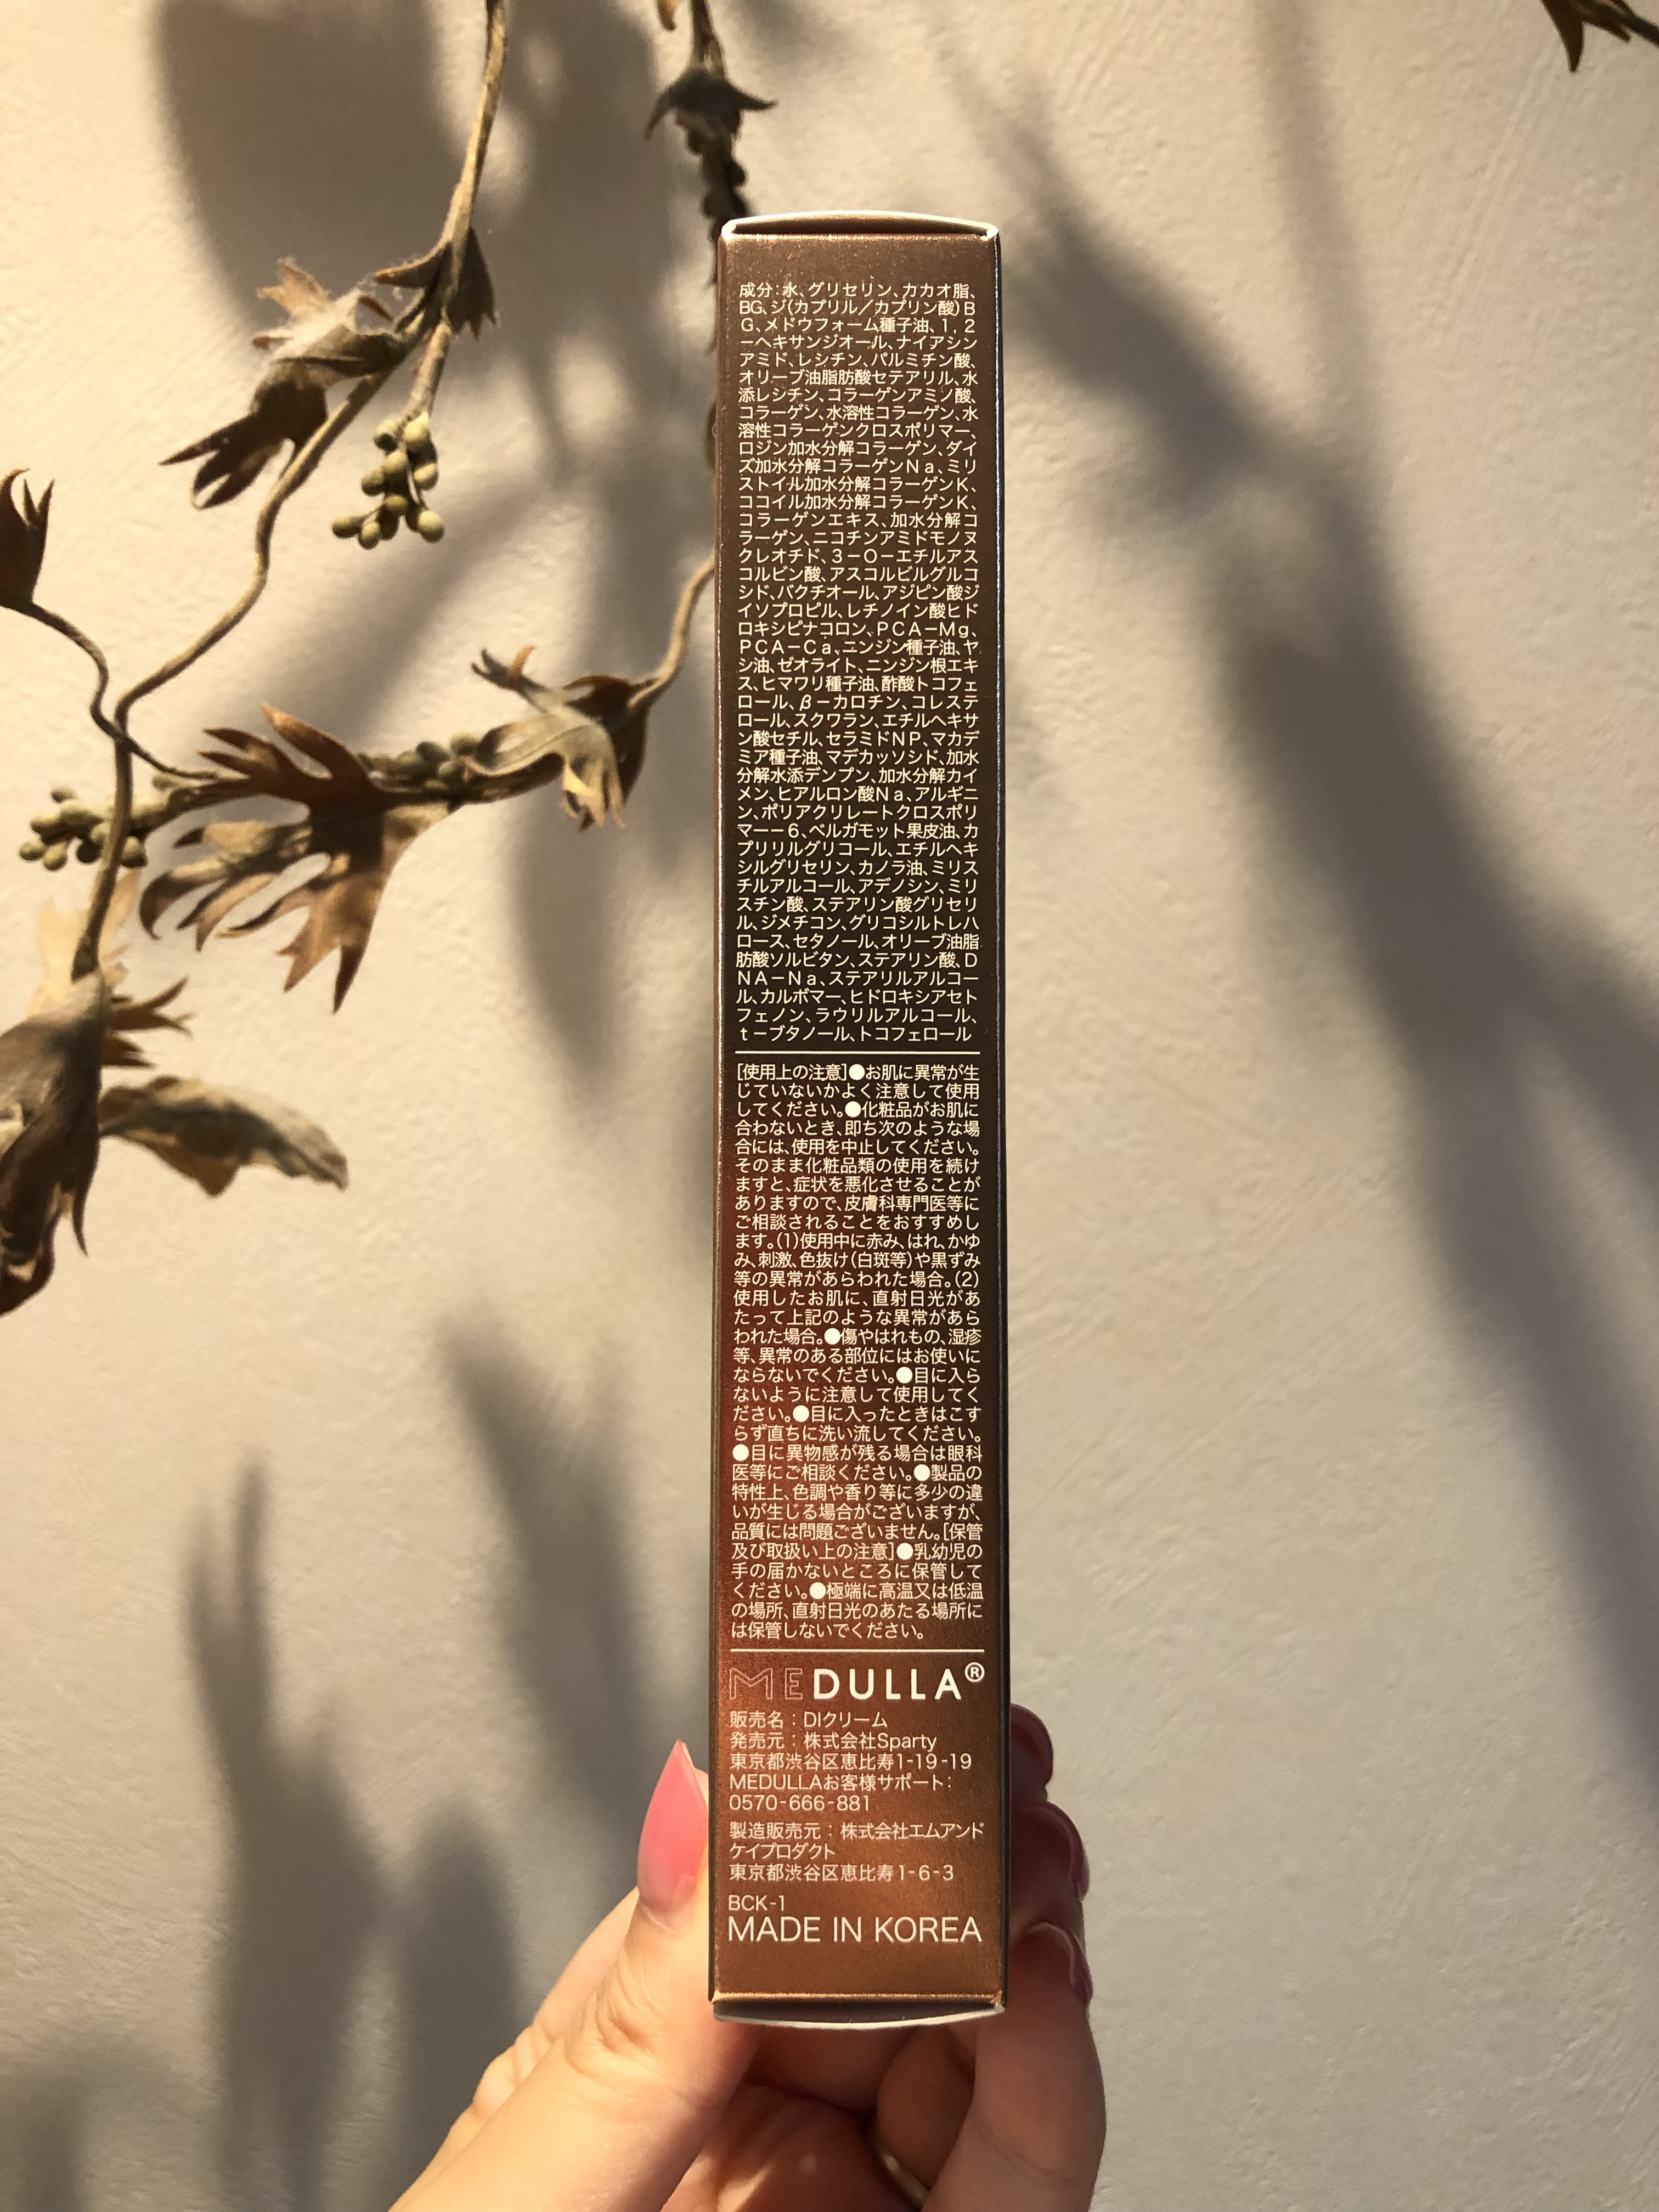 成分：水、グリセリン、カカオ脂、
BG、ジ(カプリル／カプリン酸)B
G、メドウフォーム種子油、1，2
－ヘキサンジオール、ナイアシン
アミド、レシチン、パルミチン酸、
オリーブ油脂肪酸セテアリル、水
添レシチン、コラーゲンアミノ酸、
コラーゲン、水溶性コラーゲン、水
溶性コラーゲンクロスポリマー、
ロジン加水分解コラーゲン、ダイ
ズ加水分解コラーゲンNa、ミリ
ストイル加水分解コラーゲンK、
ココイル加水分解コラーゲンK、
コラーゲンエキス、加水分解コ
ラーゲン、ニコチンアミドモノヌ
クレオチド、3－O－エチルアス
コルビン酸、アスコルビルグルコ
シド、バクチオール、アジピン酸ジ
イソプロピル、レチノイン酸ヒド
ロキシピナコロン、PCA－Mg、
PCA－Ca、ニンジン種子油、ヤ
シ油、ゼオライト、ニンジン根エキ
ス、ヒマワリ種子油、酢酸トコフェ
ロール、β－カロチン、コレステ
ロール、スクワラン、エチルヘキサ
ン酸セチル、セラミドNP、マカデ
ミア種子油、マデカッソシド、加水
分解水添デンプン、加水分解カイ
メン、ヒアルロン酸Na、アルギニ
ン、ポリアクリレートクロスポリ
マー－6、ベルガモット果皮油、カ
プリリルグリコール、エチルヘキ
シルグリセリン、カノラ油、ミリス
チルアルコール、アデノシン、ミリ
スチン酸、ステアリン酸グリセリ
ル、ジメチコン、グリコシルトレハ
ロース、セタノール、オリーブ油脂
肪酸ソルビタン、ステアリン酸、D
NA－Na、ステアリルアルコー
ル、カルボマー、ヒドロキシアセト
フェノン、ラウリルアルコール、
t－ブタノール、トコフェロール
[使用上の注意]●お肌に異常が生
じていないかよく注意して使用
してください。●化粧品がお肌に
合わないとき、即ち次のような場
合には、使用を中止してください。
そのまま化粧品類の使用を続け
ますと、症状を悪化させることが
ありますので、皮膚科専門医等に
ご相談されることをおすすめし
ます。(1)使用中に赤み、はれ、かゆ
み、刺激、色抜け(白斑等)や黒ずみ
等の異常があらわれた場合。(2)
使用したお肌に、直射日光があ
たって上記のような異常があら
われた場合。●傷やはれもの、湿疹
等、異常のある部位にはお使いに
ならないでください。●目に入ら
ないように注意して使用してく
ださい。●目に入ったときはこす
らず直ちに洗い流してください。
●目に異物感が残る場合は眼科
医等にご相談ください。●製品の
特性上、色調や香り等に多少の違
いが生じる場合がございますが、
品質には問題ございません。[保管
及び取扱い上の注意]●乳幼児の
手の届かないところに保管して
ください。●極端に高温又は低温
の場所、直射日光のあたる場所に
は保管しないでください。
MEDULLA®
販売名：DIクリーム
発売元：株式会社Sparty
東京都渋谷区恵比寿1-19-19
MEDULLAお客様サポート：
0570-666-881
製造販売元：株式会社エムアンド
ケイプロダクト
東京都渋谷区恵比寿1-6-3
BCK-1
MADE IN KOREA